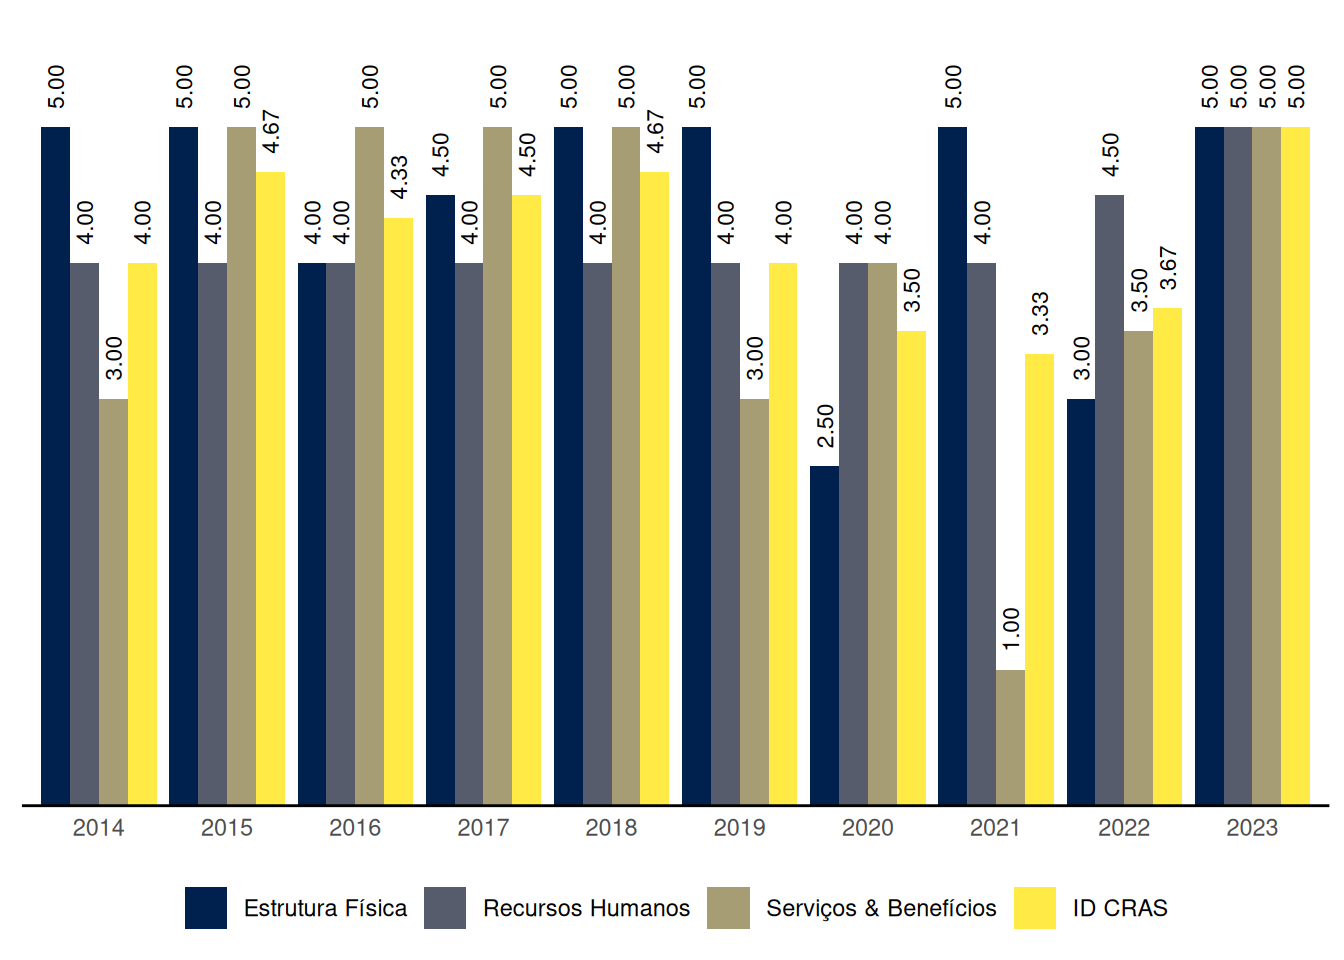 5.00 4.00 3.00 4.00
5.00 4.00 5.00 4.67
4.00 4.00 5.00 4.33
4.50 4.00 5.00 4.50
5.00 4.00 5.00 4.67
5.00 4.00 3.00 4.00
2.50 4.00 4.00 3.50
5.00 4.00 1.00 3.33
3.00 4.50 3.50 3.67
5.00 5.00 5.00 5.00
2014 2015 2016 2017 2018 2019 2020 2021 2022 2023
Estrutura Física Recursos Humanos Serviços & Benefícios ID CRAS